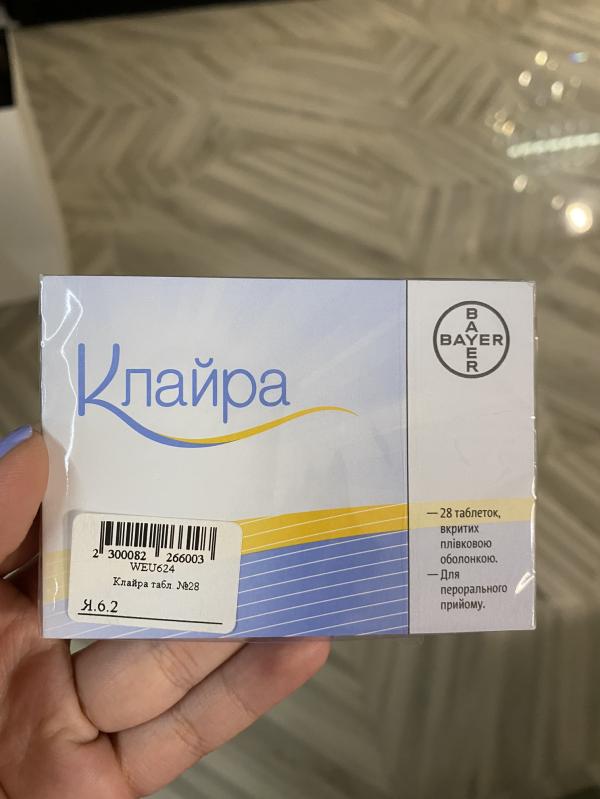 Клайра
BAYER
BAYER
— 28 таблеток,
вкритих
плівковою
оболонкою.
— Для
перорального
прийому.
2 300082 266003
WEU624
Клайра табл. №28
Я.6.2